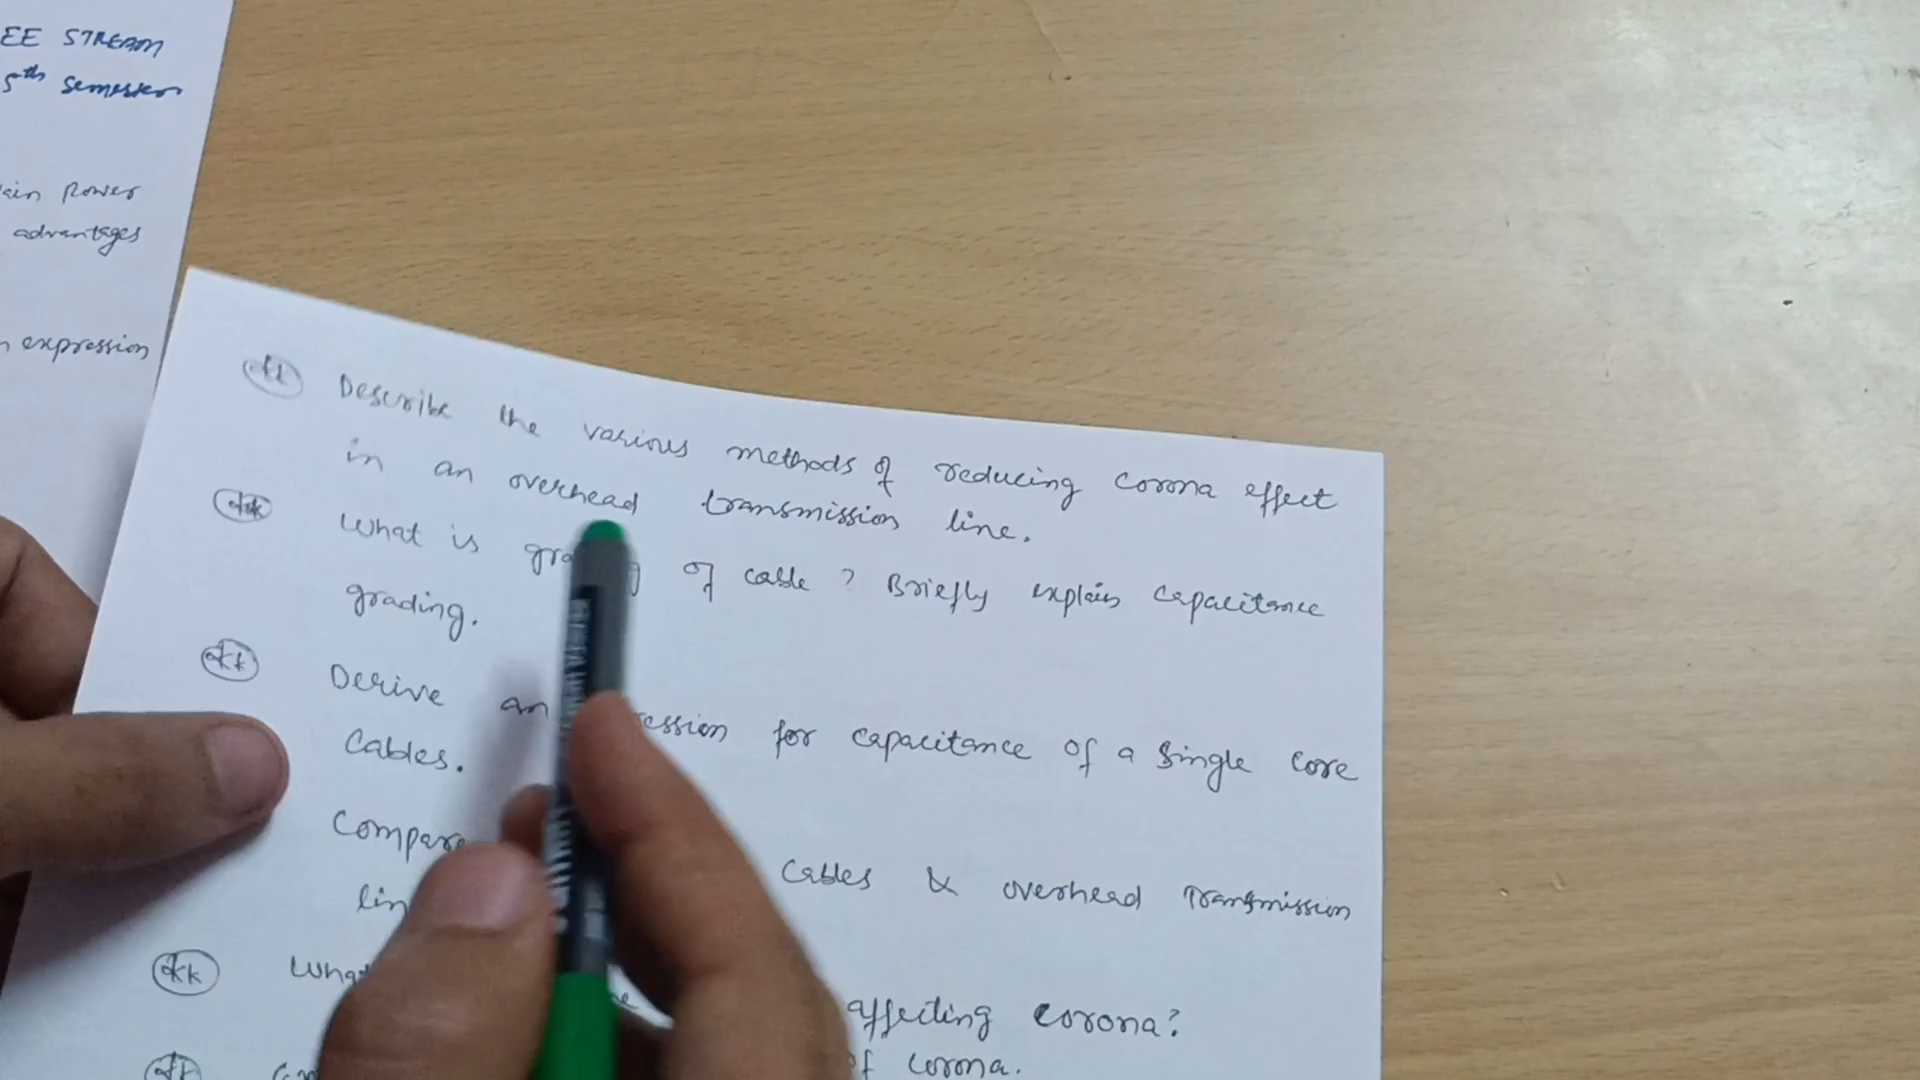 EE STREAM
5th Semester
Power
advantages
expression
Describe the various methods of reducing corona effect
in an overhead transmission line.
What is of cable ? Briefly explain capacitance
grading.
Derive an for capacitance of a single core
Cables.
Compare Cables & overhead Transmission
affecting corona?
of corona.